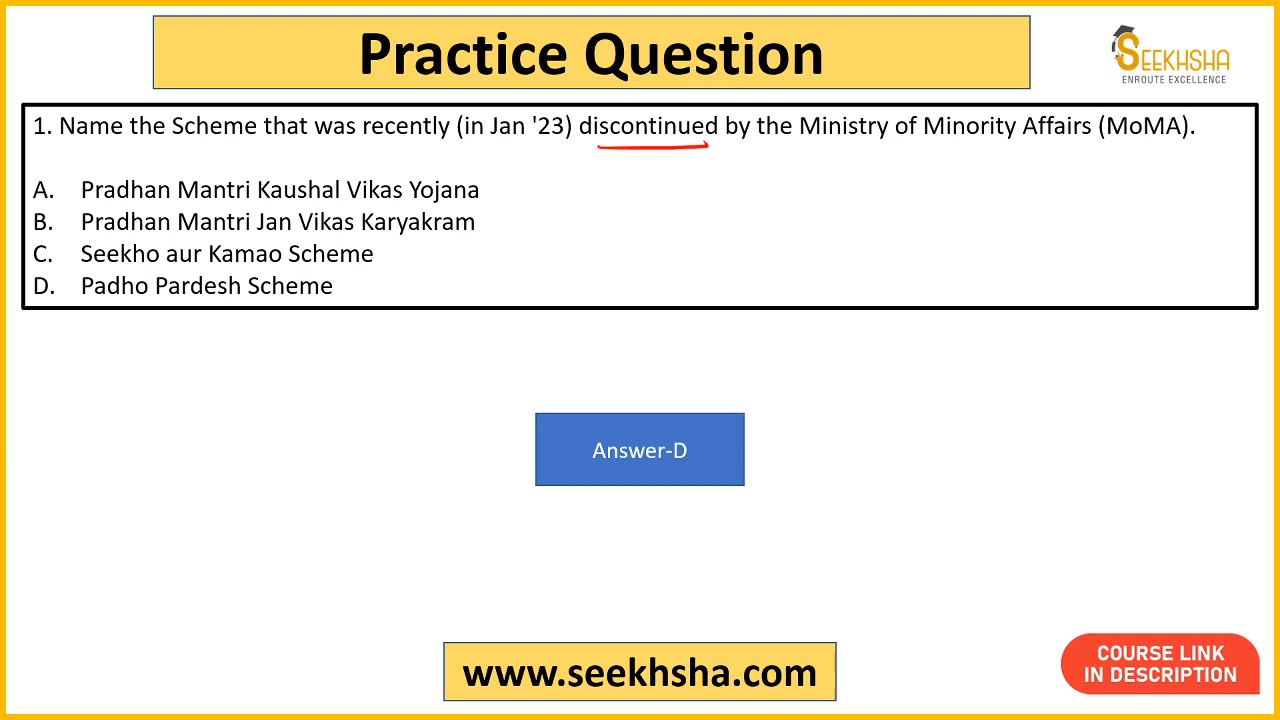 Practice Question
SEEKHSHA
ENROUTE EXCELLENCE
1. Name the Scheme that was recently (in Jan '23) discontinued by the Ministry of Minority Affairs (MoMA).
A. Pradhan Mantri Kaushal Vikas Yojana
B. Pradhan Mantri Jan Vikas Karyakram
C. Seekho aur Kamao Scheme
D. Padho Pardesh Scheme
Answer-D
www.seekhsha.com
COURSE LINK
IN DESCRIPTION